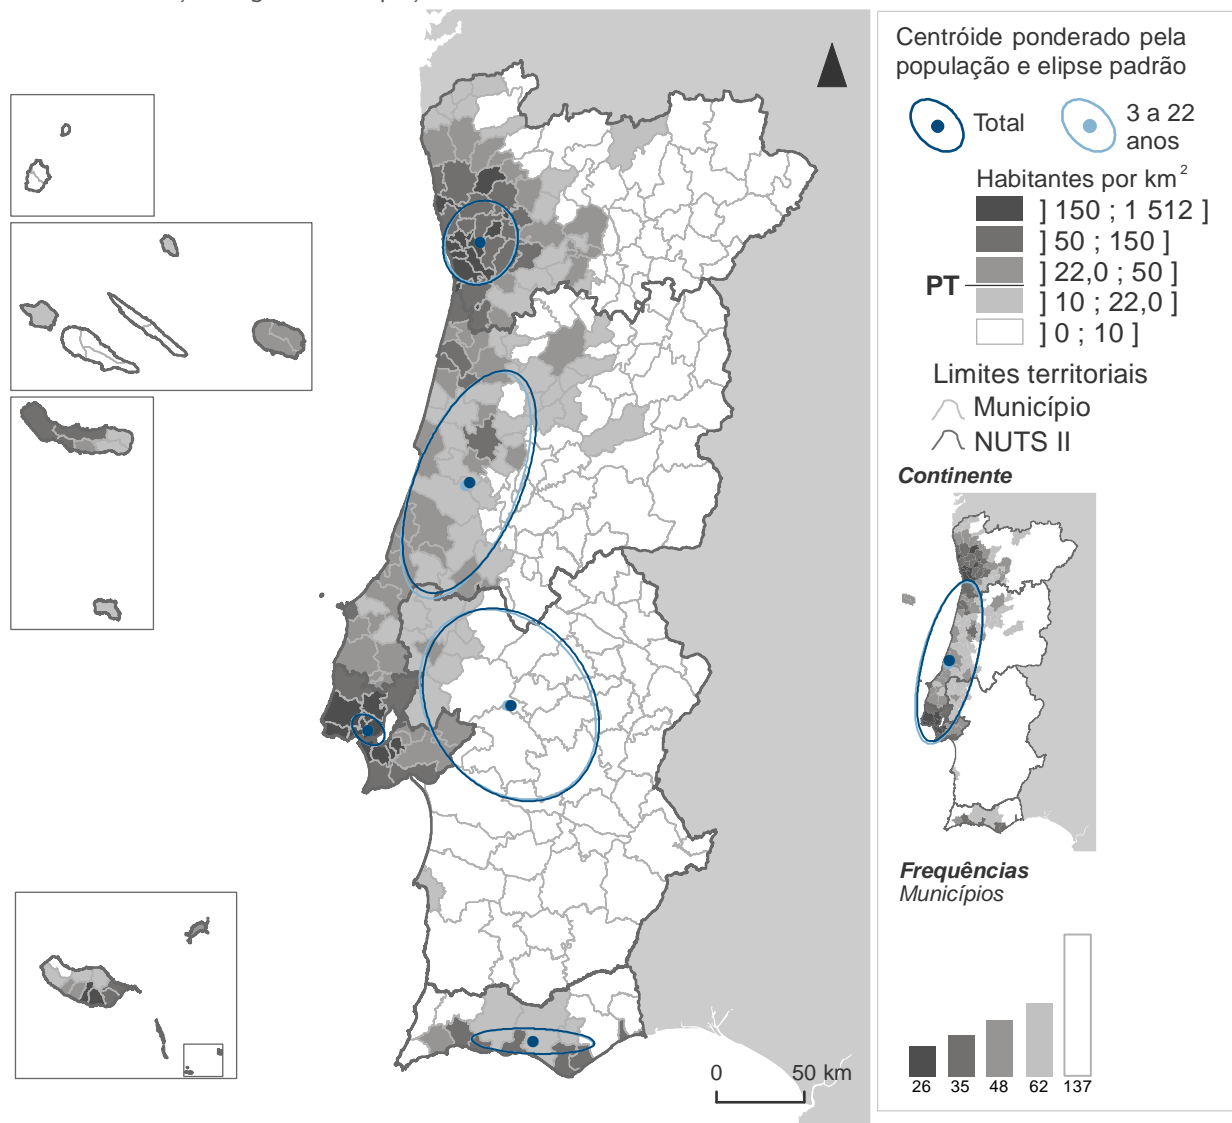 Centróide ponderado pela
população e elipse padrão
Total
3 a 22
anos
Habitantes por km²
] 150 ; 1 512 ]
] 50 ; 150 ]
PT
] 22,0 ; 50 ]
] 10 ; 22,0 ]
] 0 ; 10 ]
Limites territoriais
Município
NUTS II
Continente
Frequências
Municípios
26 35 48 62 137
0 50 km